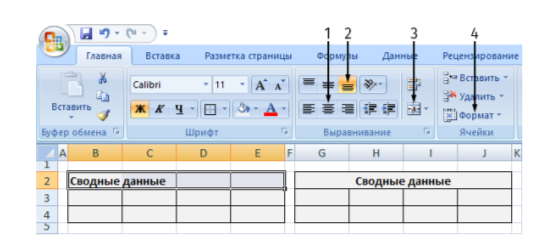 1 2 3 4
Главная Вставка Разметка страницы Формулы Данные Рецензирование
Calibri 11 А А Вставить
Вставить Ж К Ч А Удалить
Формат
Буфер обмена Шрифт Выравнивание Ячейки
A B C D E F G H I J K
1
2 Сводные данные Сводные данные
3
4
5